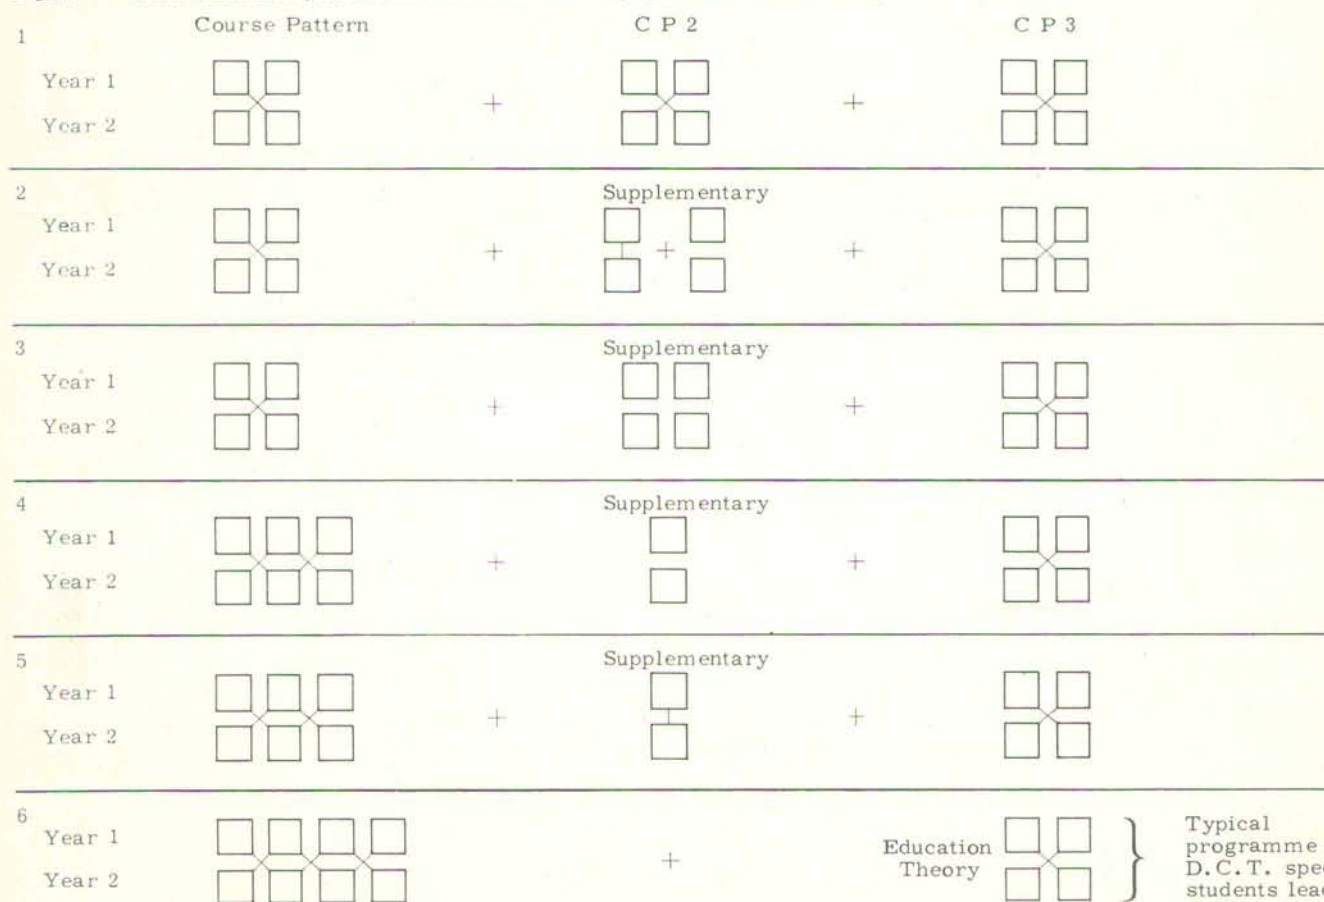 Course Pattern C P 2 C P 3
1
Year 1
+ + 
Year 2
2
Supplementary
Year 1
+ + +
Year 2
3
Supplementary
Year 1
+ +
Year 2
4
Supplementary
Year 1
+ +
Year 2
5
Supplementary
Year 1
+ +
Year 2
6
Year 1
+
Year 2
Education
Theory
Typical
programme
D.C.T. spe
students lea